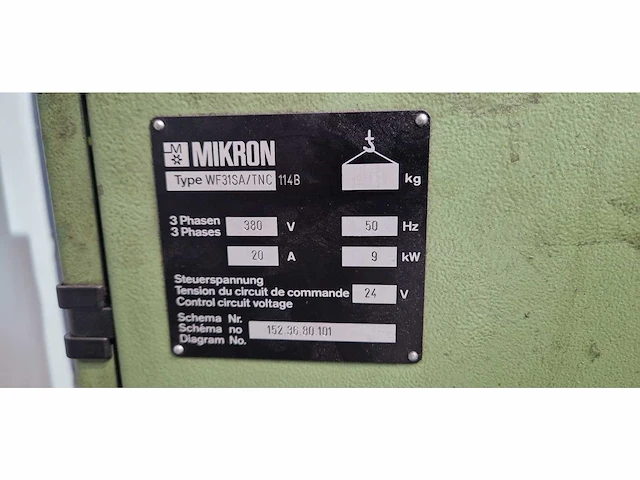 M MIKRON
Type WF31SA/TNC 114B kg
3 Phasen
3 Phases 380 V 50 Hz
20 A 9 kW
Steuerspannung
Tension du circuit de commande 24 V
Control circuit voltage
Schema Nr.
Schéma no 152.36.80.101
Diagram No.